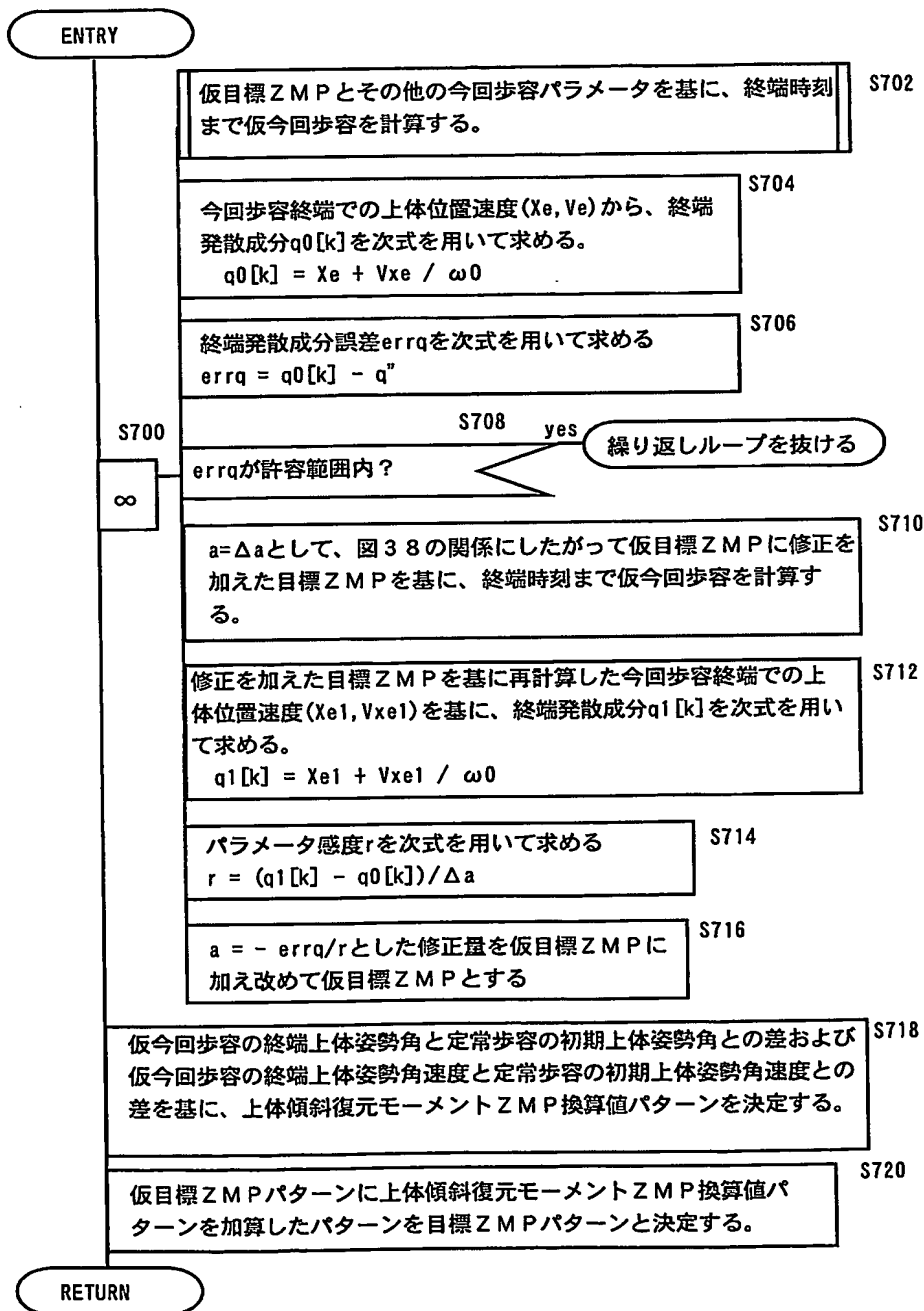 ENTRY
S702
仮目標ZMPとその他の今回歩容パラメータを基に、終端時刻
まで仮今回歩容を計算する。
S704
今回歩容終端での上体位置速度(Xe,Ve)から、終端
発散成分q0[k]を次式を用いて求める。
q0[k] = Xe + Vxe / ω0
S706
終端発散成分誤差errqを次式を用いて求める
errq = q0[k] - q"
S700
S708
yes
繰り返しループを抜ける
errqが許容範囲内？
∞
S710
a=Δaとして、図38の関係にしたがって仮目標ZMPに修正を
加えた目標ZMPを基に、終端時刻まで仮今回歩容を計算す
る。
S712
修正を加えた目標ZMPを基に再計算した今回歩容終端での上
体位置速度(Xe1,Vxe1)を基に、終端発散成分q1[k]を次式を用い
て求める。
q1[k] = Xe1 + Vxe1 / ω0
S714
パラメータ感度rを次式を用いて求める
r = (q1[k] - q0[k])/Δa
S716
a = - errq/rとした修正量を仮目標ZMPに
加え改めて仮目標ZMPとする
S718
仮今回歩容の終端上体姿勢角と定常歩容の初期上体姿勢角との差および
仮今回歩容の終端上体姿勢角速度と定常歩容の初期上体姿勢角速度との
差を基に、上体傾斜復元モーメントZMP換算値パターンを決定する。
S720
仮目標ZMPパターンに上体傾斜復元モーメントZMP換算値パ
ターンを加算したパターンを目標ZMPパターンと決定する。
RETURN